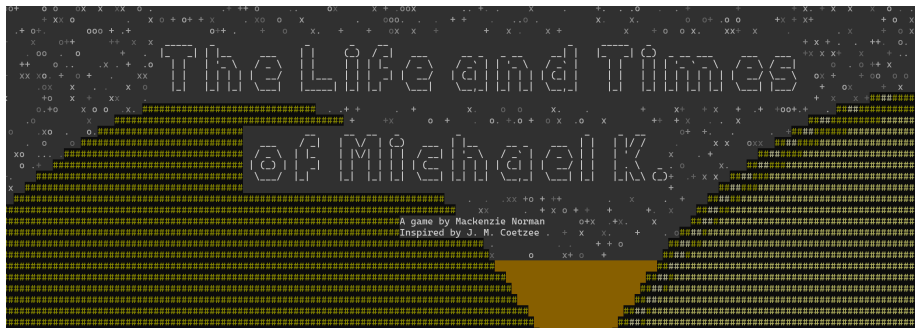 The Life and Times
of Michael K.
A game by Mackenzie Norman
Inspired by J. M. Coetzee